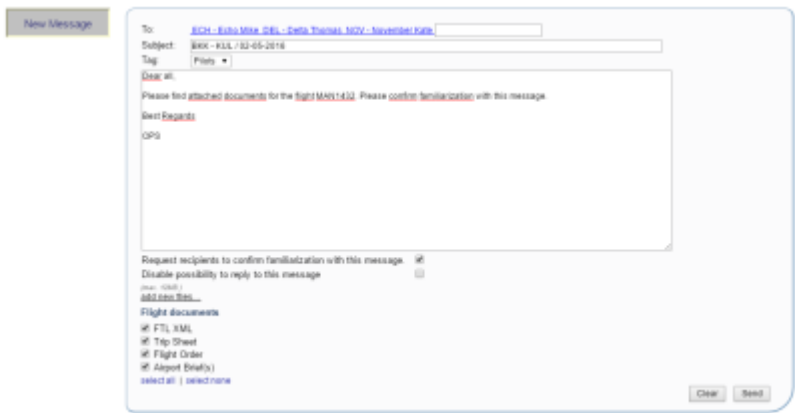 New Message
To: ECH - Echo Mike, DEL - Delta Thomas, NOV - November Kate,
Subject: BKK - KUL / 02-05-2016
Tag: Pilots
Dear all,
Please find attached documents for the flight MAN1432. Please confirm familiarization with this message.
Best Regards
OPS
Request recipients to confirm familiarization with this message
Disable possibility to reply to this message
add new files...
Flight documents
FTL XML
Trip Sheet
Flight Order
Airport Brief(s)
select all | select none
Clear Send